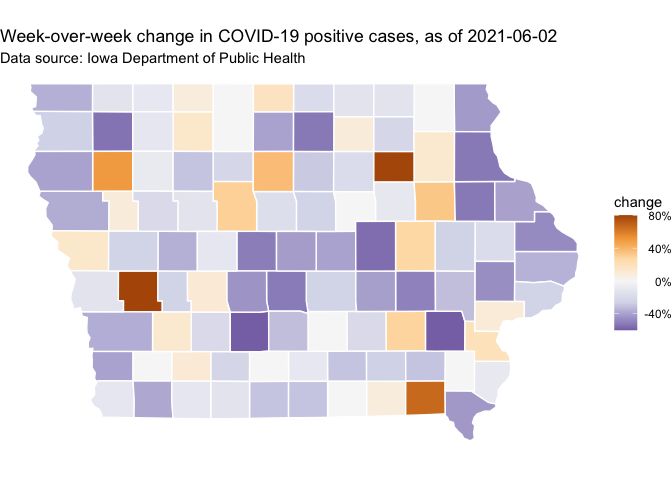 Week-over-week change in COVID-19 positive cases, as of 2021-06-02
Data source: Iowa Department of Public Health
change
80%
40%
0%
-40%